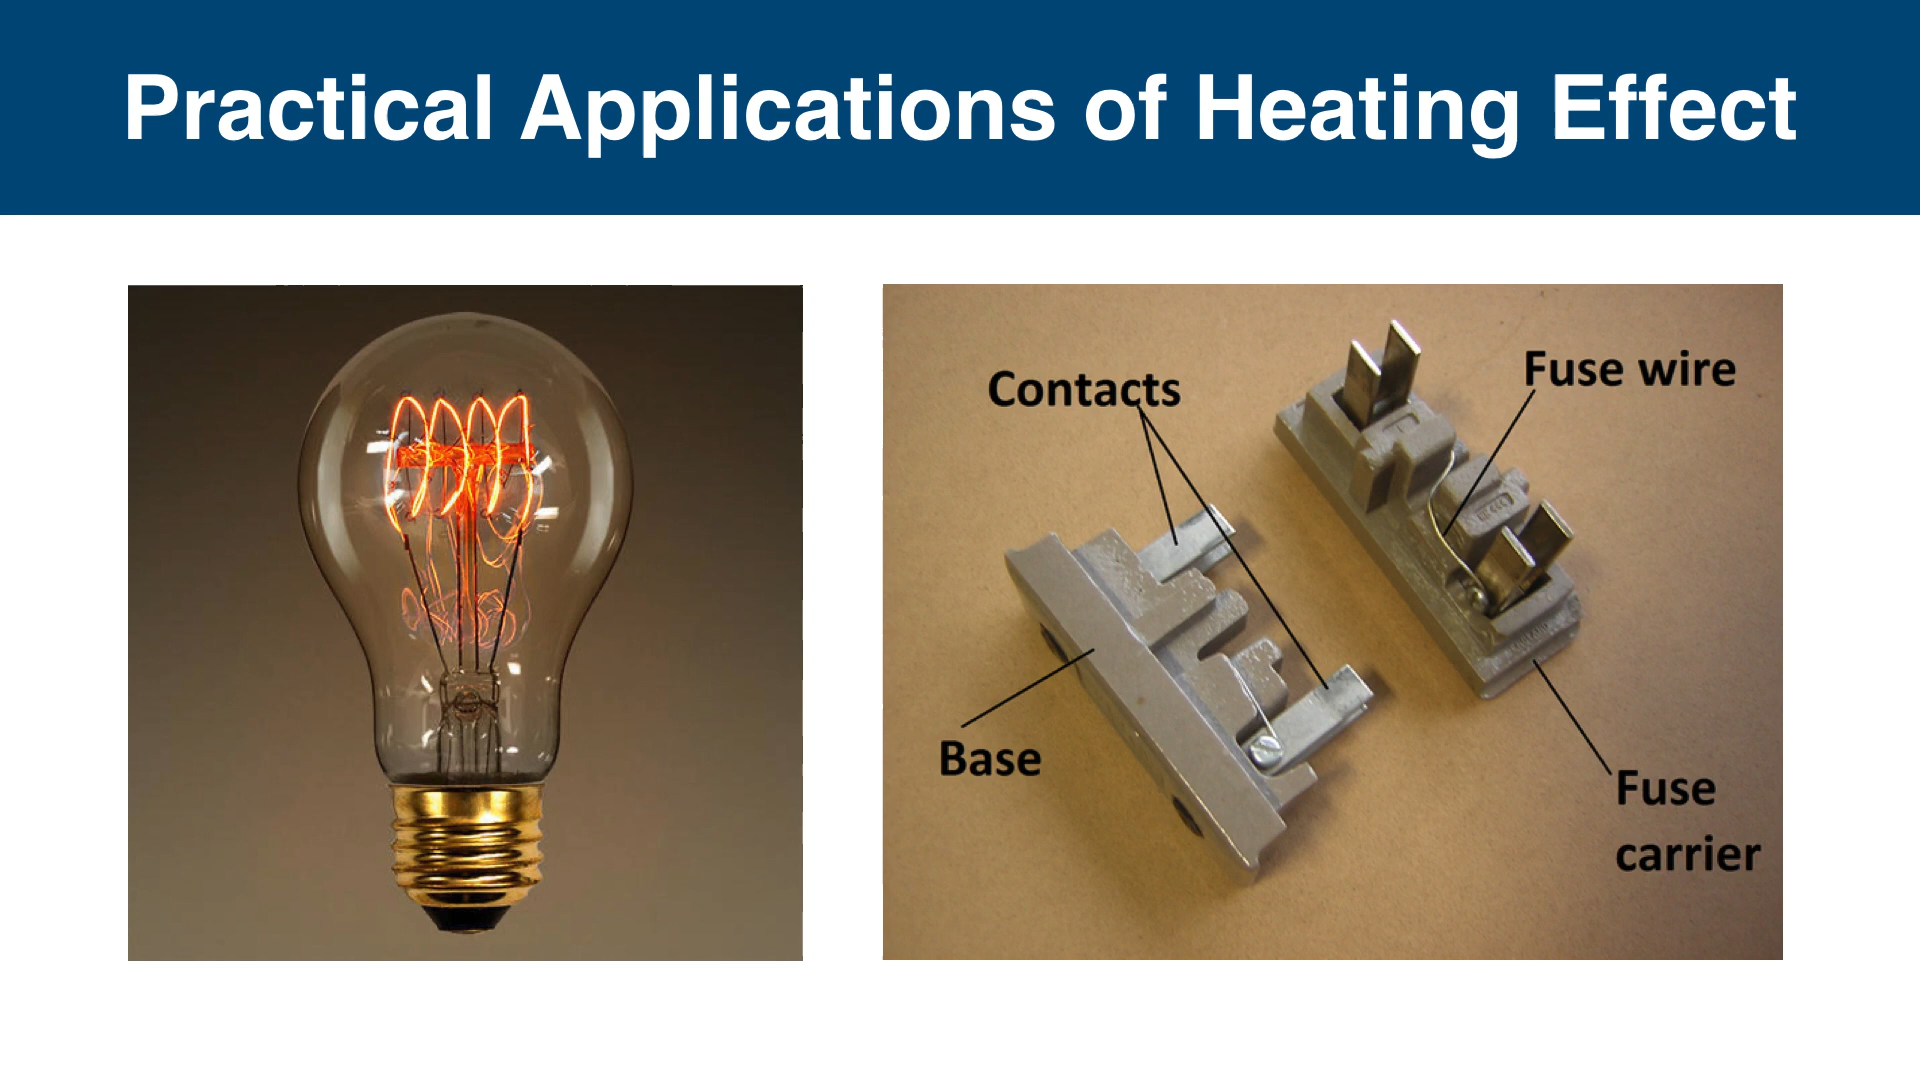 Practical Applications of Heating Effect
Contacts
Fuse wire
Base
Fuse
carrier